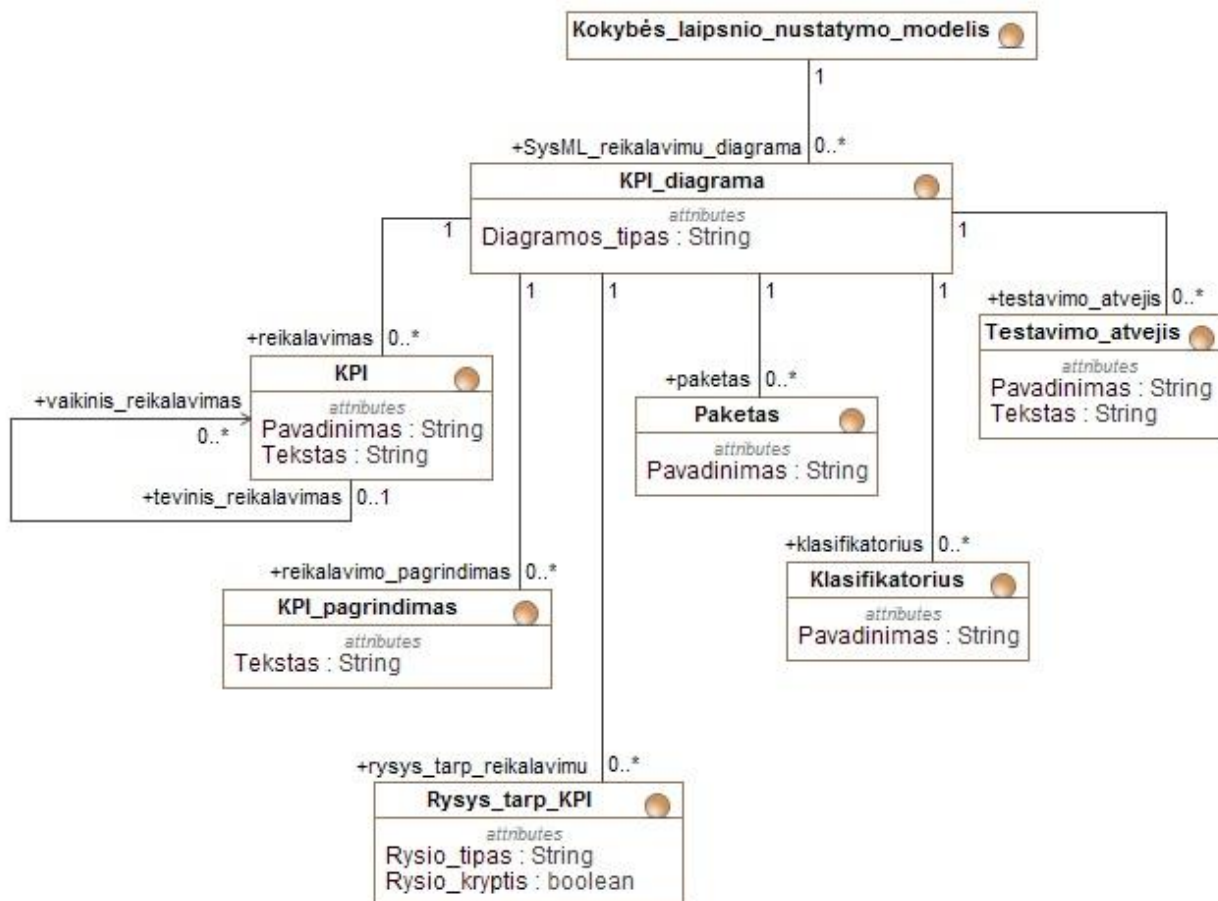 Kokybės_laipsnio_nustatymo_modelis
1
+SysML_reikalavimu_diagrama 0..*
KPI_diagrama
attributes
Diagramos_tipas : String
1
1
1
1
1
1
+reikalavimas 0..*
KPI
attributes
Pavadinimas : String
Tekstas : String
+vaikinis_reikalavimas
0..*
+tevinis_reikalavimas 0..1
+testavimo_atvejis 0..*
Testavimo_atvejis
attributes
Pavadinimas : String
Tekstas : String
+paketas 0..*
Paketas
attributes
Pavadinimas : String
+klasifikatorius 0..*
Klasifikatorius
attributes
Pavadinimas : String
+reikalavimo_pagrindimas 0..*
KPI_pagrindimas
attributes
Tekstas : String
+rysys_tarp_reikalavimu 0..*
Rysys_tarp_KPI
attributes
Rysio_tipas : String
Rysio_kryptis : boolean